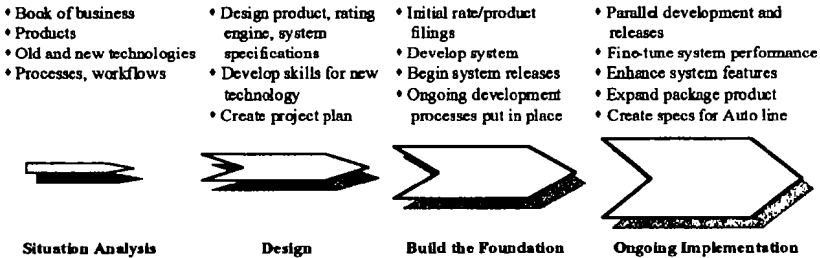 • Book of business
• Products
• Old and new technologies
• Processes, workflows
• Design product, rating
engine, system
specifications
• Develop skills for new
technology
• Create project plan
• Initial rate/product
filings
• Develop system
• Begin system releases
• Ongoing development
processes put in place
• Parallel development and
releases
• Fine-tune system performance
• Enhance system features
• Expand package product
• Create specs for Auto line
Situation Analysis
Design
Build the Foundation
Ongoing Implementation